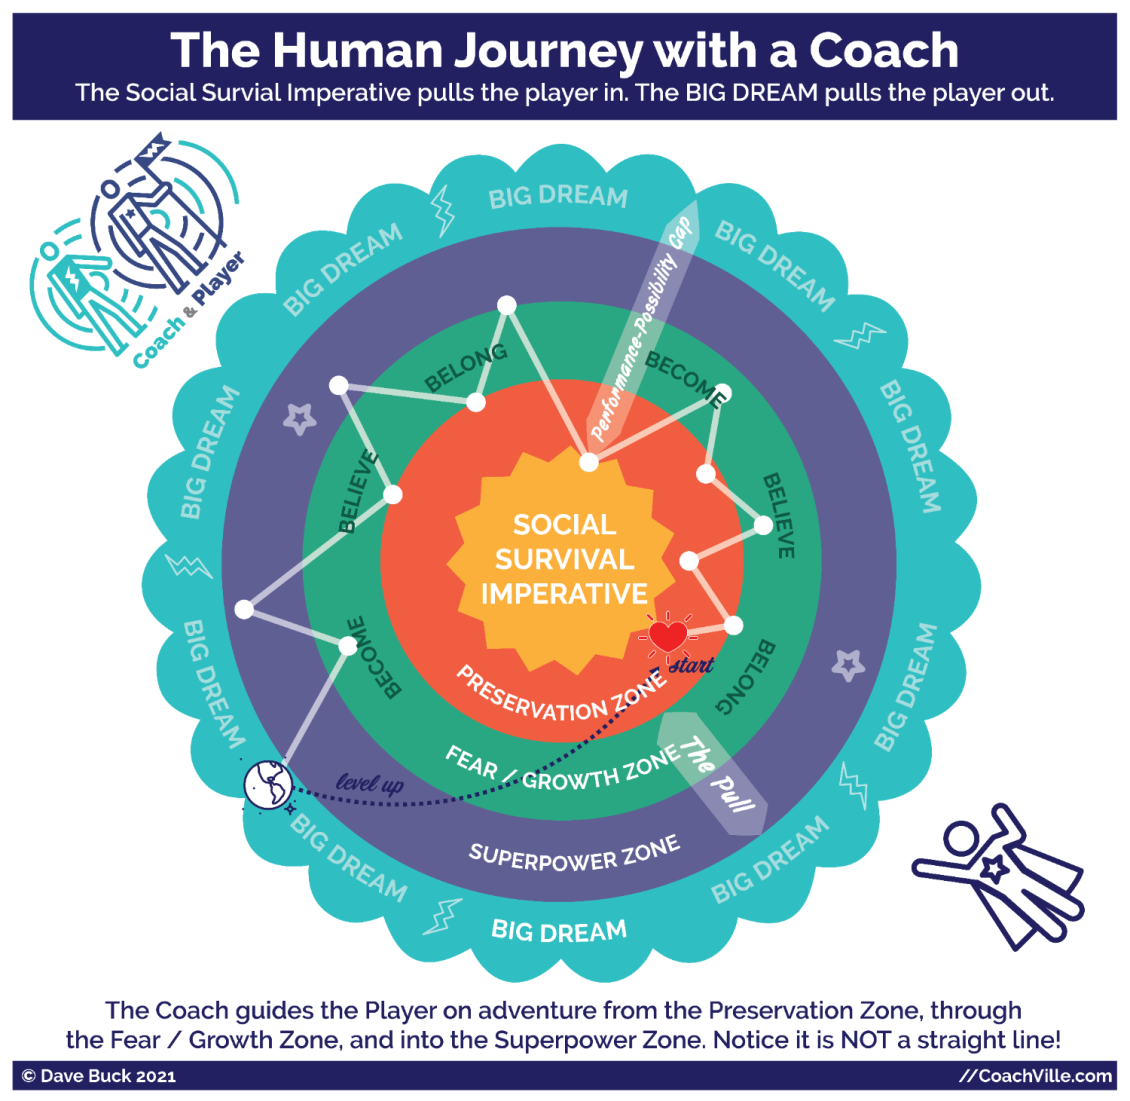 The Human Journey with a Coach
The Social Survial Imperative pulls the player in. The BIG DREAM pulls the player out.
Coach & Player
BIG DREAM
BIG DREAM
BIG DREAM
BIG DREAM
BIG DREAM
BIG DREAM
BIG DREAM
BIG DREAM
BIG DREAM
BIG DREAM
Performance-Possibility Gap
BELONG
BECOME
BELIEVE
BELIEVE
BECOME
BELONG
SOCIAL
SURVIVAL
IMPERATIVE
start
PRESERVATION ZONE
FEAR / GROWTH ZONE
The Pull
level up
SUPERPOWER ZONE
BIG DREAM
The Coach guides the Player on adventure from the Preservation Zone, through
the Fear / Growth Zone, and into the Superpower Zone. Notice it is NOT a straight line!
© Dave Buck 2021
//CoachVille.com